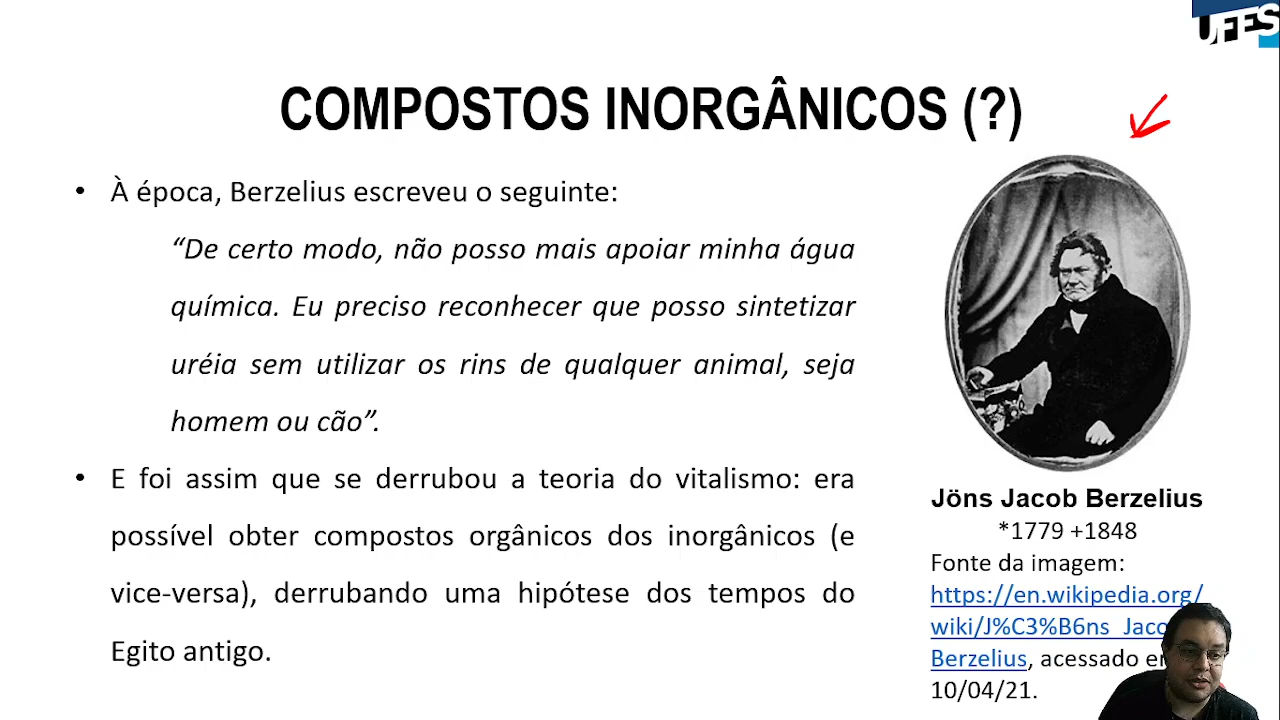 UFES
COMPOSTOS INORGÂNICOS (?)
• À época, Berzelius escreveu o seguinte:
“De certo modo, não posso mais apoiar minha água
química. Eu preciso reconhecer que posso sintetizar
uréia sem utilizar os rins de qualquer animal, seja
homem ou cão”.
• E foi assim que se derrubou a teoria do vitalismo: era
possível obter compostos orgânicos dos inorgânicos (e
vice-versa), derrubando uma hipótese dos tempos do
Egito antigo.
Jöns Jacob Berzelius
*1779 +1848
Fonte da imagem:
https://en.wikipedia.org/
wiki/J%C3%B6ns_Jaco
Berzelius, acessado e
10/04/21.